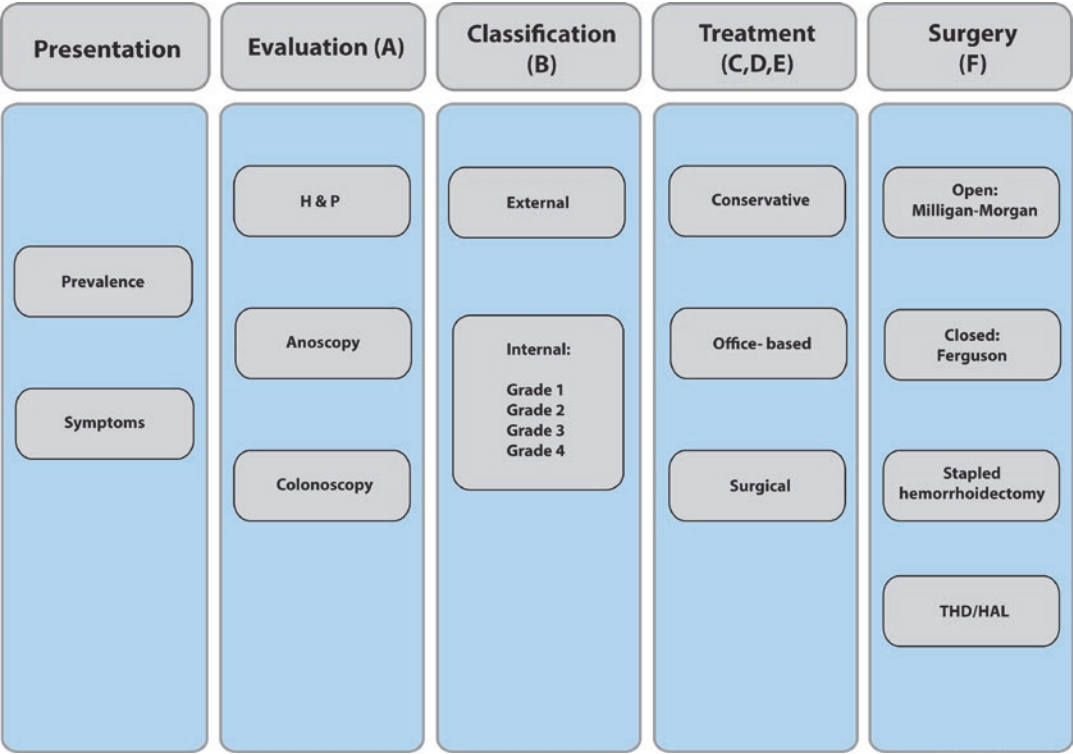 Presentation
Evaluation (A)
Classification
(B)
Treatment
(C,D,E)
Surgery
(F)
Prevalence
Symptoms
H & P
Anoscopy
Colonoscopy
External
Internal:
Grade 1
Grade 2
Grade 3
Grade 4
Conservative
Office- based
Surgical
Open:
Milligan-Morgan
Closed:
Ferguson
Stapled
hemorrhoidectomy
THD/HAL